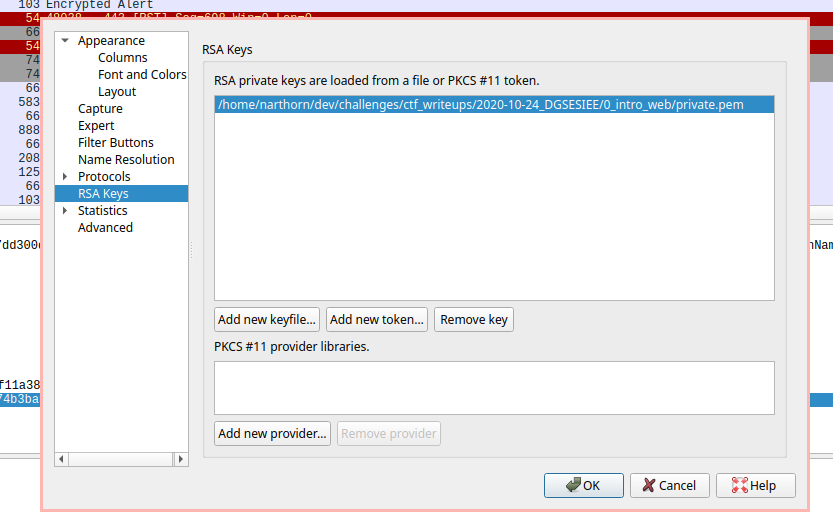 103 Encrypted Alert
54
66
54
74
74
66
583
66
888
66
208
125
66
103
/dd300
nNam
f11a38
74b3ba
Appearance
Columns
Font and Colors
Layout
Capture
Expert
Filter Buttons
Name Resolution
Protocols
RSA Keys
Statistics
Advanced
RSA Keys
RSA private keys are loaded from a file or PKCS #11 token.
/home/narthorn/dev/challenges/ctf_writeups/2020-10-24_DGSESIEE/0_intro_web/private.pem
Add new keyfile... Add new token... Remove key
PKCS #11 provider libraries.
Add new provider... Remove provider
OK Cancel Help